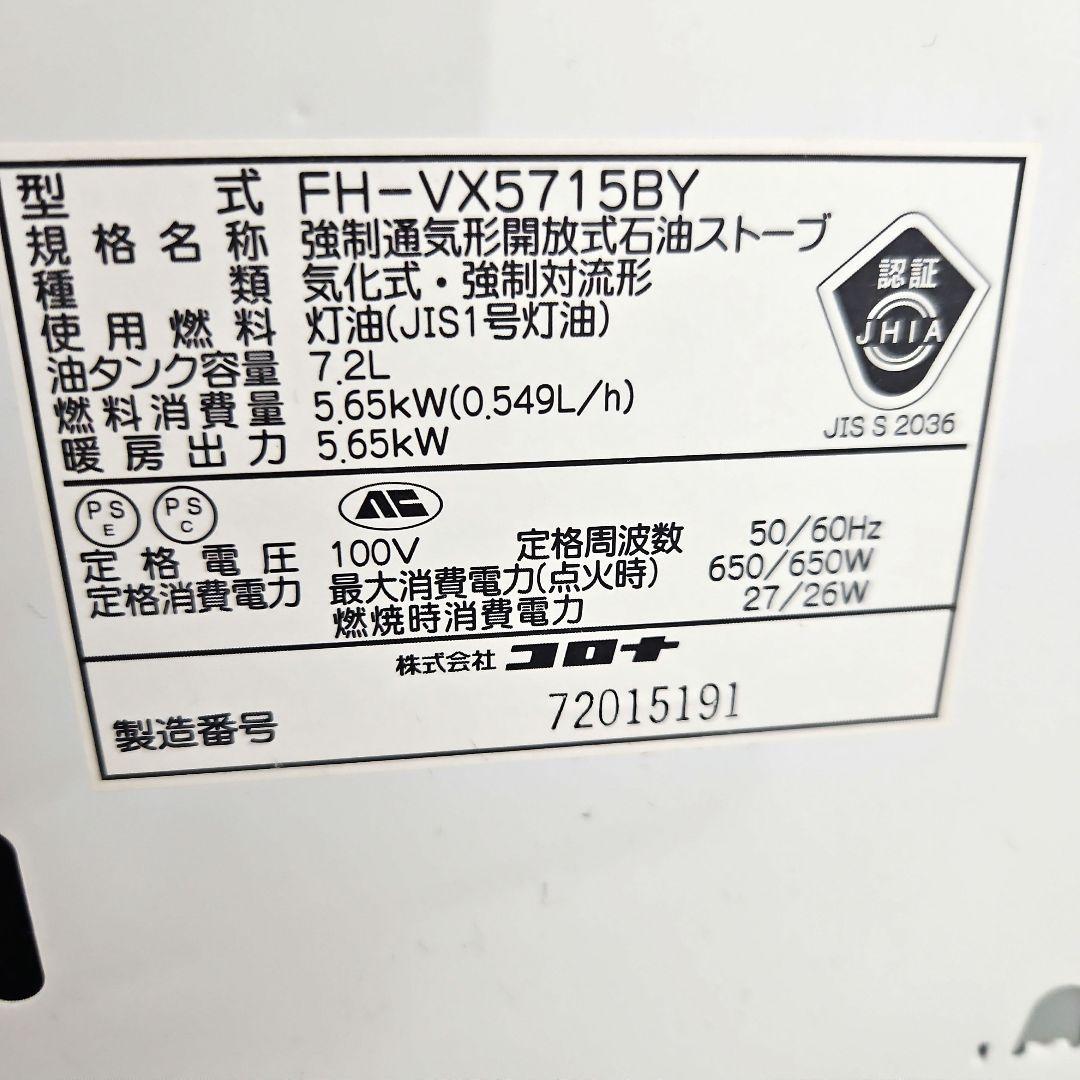 型式 FH-VX5715BY
規格名称 強制通気形開放式石油ストーブ
種類 気化式・強制対流形
使用燃料 灯油(JIS1号灯油)
油タンク容量 7.2L
燃料消費量 5.65kW(0.549L/h)
暖房出力 5.65kW
認証
JHIA
JIS S 2036
PS E PS C
定格電圧 100V 定格周波数 50/60Hz
定格消費電力 最大消費電力(点火時) 650/650W
燃焼時消費電力 27/26W
株式会社 コロナ
製造番号 72015191